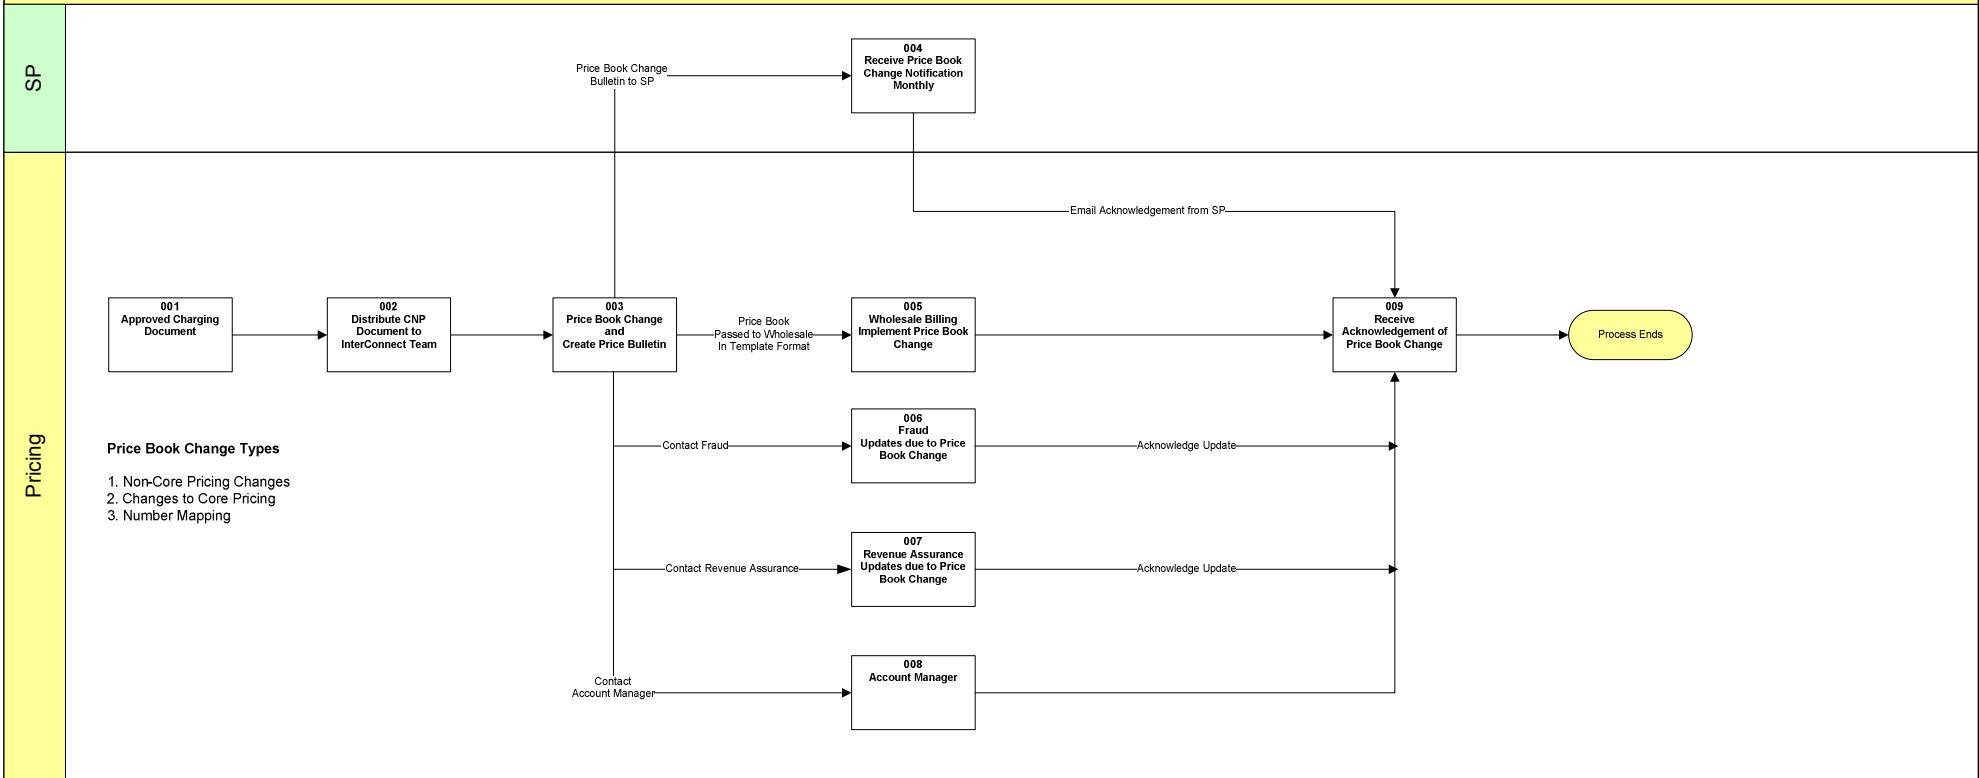 SP
Price Book Change
Bulletin to SP
004
Receive Price Book
Change Notification
Monthly
Email Acknowledgement from SP
Pricing
001
Approved Charging
Document
002
Distribute CNP
Document to
InterConnect Team
003
Price Book Change
and
Create Price Bulletin
Price Book
Passed to Wholesale
In Template Format
005
Wholesale Billing
Implement Price Book
Change
009
Receive
Acknowledgement of
Price Book Change
Process Ends
Contact Fraud
006
Fraud
Updates due to Price
Book Change
Acknowledge Update
Price Book Change Types
1. Non-Core Pricing Changes
2. Changes to Core Pricing
3. Number Mapping
Contact Revenue Assurance
007
Revenue Assurance
Updates due to Price
Book Change
Acknowledge Update
Contact
Account Manager
008
Account Manager